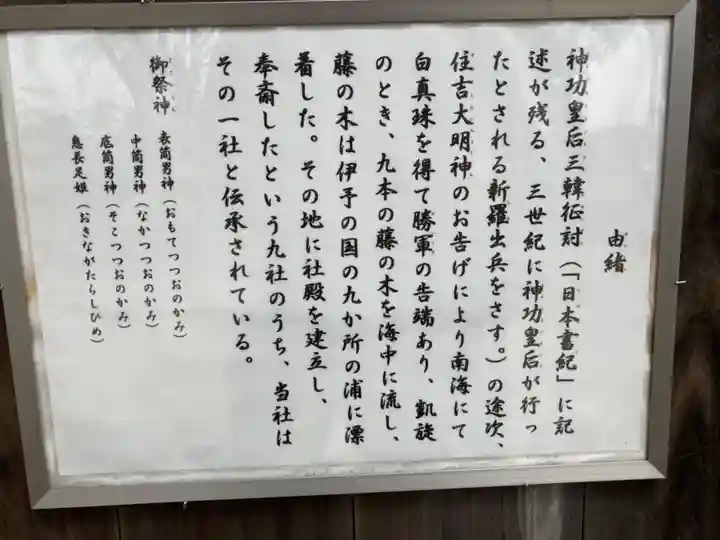 由緒
神功皇后三韓征討(「日本書紀」に記
述が残る、三世紀に神功皇后が行っ
たとされる新羅出兵をさす。)の途次、
住吉大明神のお告げにより南海にて
白真珠を得て勝軍の告端あり、凱旋
のとき、九本の藤の木を海中に流し、
藤の木は伊予の国の九か所の浦に漂
着した。その地に社殿を建立し、
奉斎したという九社のうち、当社は
その一社と伝承されている。
御祭神
表筒男神(おもてつつおのかみ)
中筒男神(なかつつおのかみ)
底筒男神(そこつつおのかみ)
息長足姫(おきながたらしひめ)